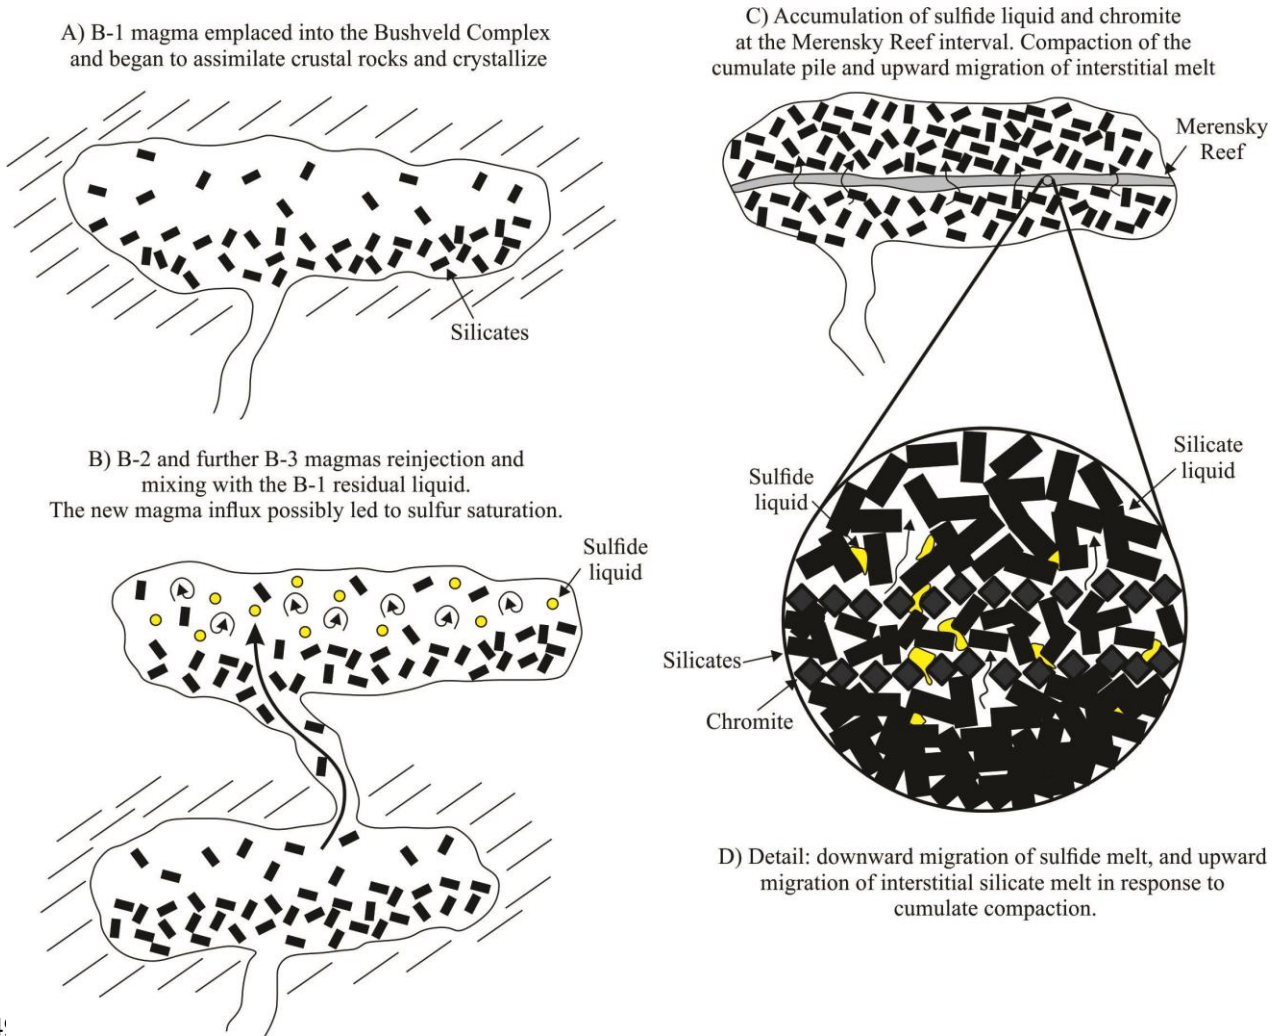 A) B-1 magma emplaced into the Bushveld Complex
and began to assimilate crustal rocks and crystallize
Silicates
B) B-2 and further B-3 magmas reinjection and
mixing with the B-1 residual liquid.
The new magma influx possibly led to sulfur saturation.
Sulfide
liquid
C) Accumulation of sulfide liquid and chromite
at the Merensky Reef interval. Compaction of the
cumulate pile and upward migration of interstitial melt
Merensky
Reef
Sulfide
liquid
Silicate
liquid
Silicates
Chromite
D) Detail: downward migration of sulfide melt, and upward
migration of interstitial silicate melt in response to
cumulate compaction.